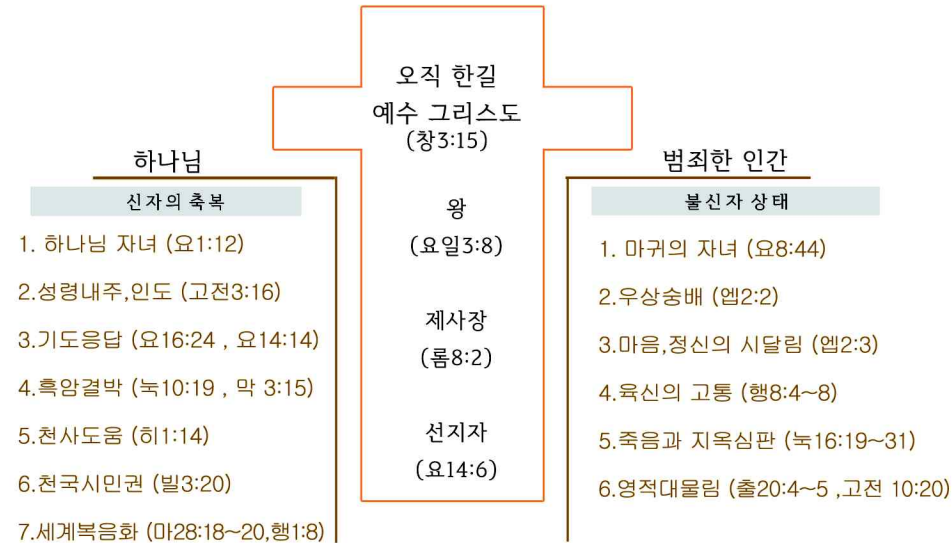 오직 한길
예수 그리스도
(창3:15)
왕
(요일3:8)
제사장
(롬8:2)
선지자
(요14:6)
하나님
신자의 축복
1. 하나님 자녀 (요1:12)
2.성령내주,인도 (고전3:16)
3.기도응답 (요16:24 , 요14:14)
4.흑암결박 (눅10:19 , 막 3:15)
5.천사도움 (히1:14)
6.천국시민권 (빌3:20)
7.세계복음화 (마28:18~20,행1:8)
범죄한 인간
불신자 상태
1. 마귀의 자녀 (요8:44)
2.우상숭배 (엡2:2)
3.마음,정신의 시달림 (엡2:3)
4.육신의 고통 (행8:4~8)
5.죽음과 지옥심판 (눅16:19~31)
6.영적대물림 (출20:4~5 ,고전 10:20)